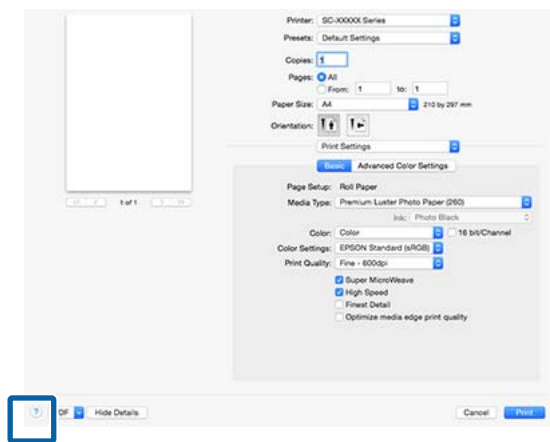 Printer: SC-XXXXX Series
Presets: Default Settings
Copies: 1
Pages: All
From: 1 to: 1
Paper Size: A4 210 by 297 mm
Orientation:
Print Settings
Basic Advanced Color Settings
Page Setup: Roll Paper
Media Type: Premium Luster Photo Paper (260)
Ink: Photo Black
1 of 1
Color: Color 16 bit/Channel
Color Settings: EPSON Standard (sRGB)
Print Quality: Fine - 600dpi
Super MicroWeave
High Speed
Finest Detail
Optimize media edge print quality
? DF Hide Details Cancel Print